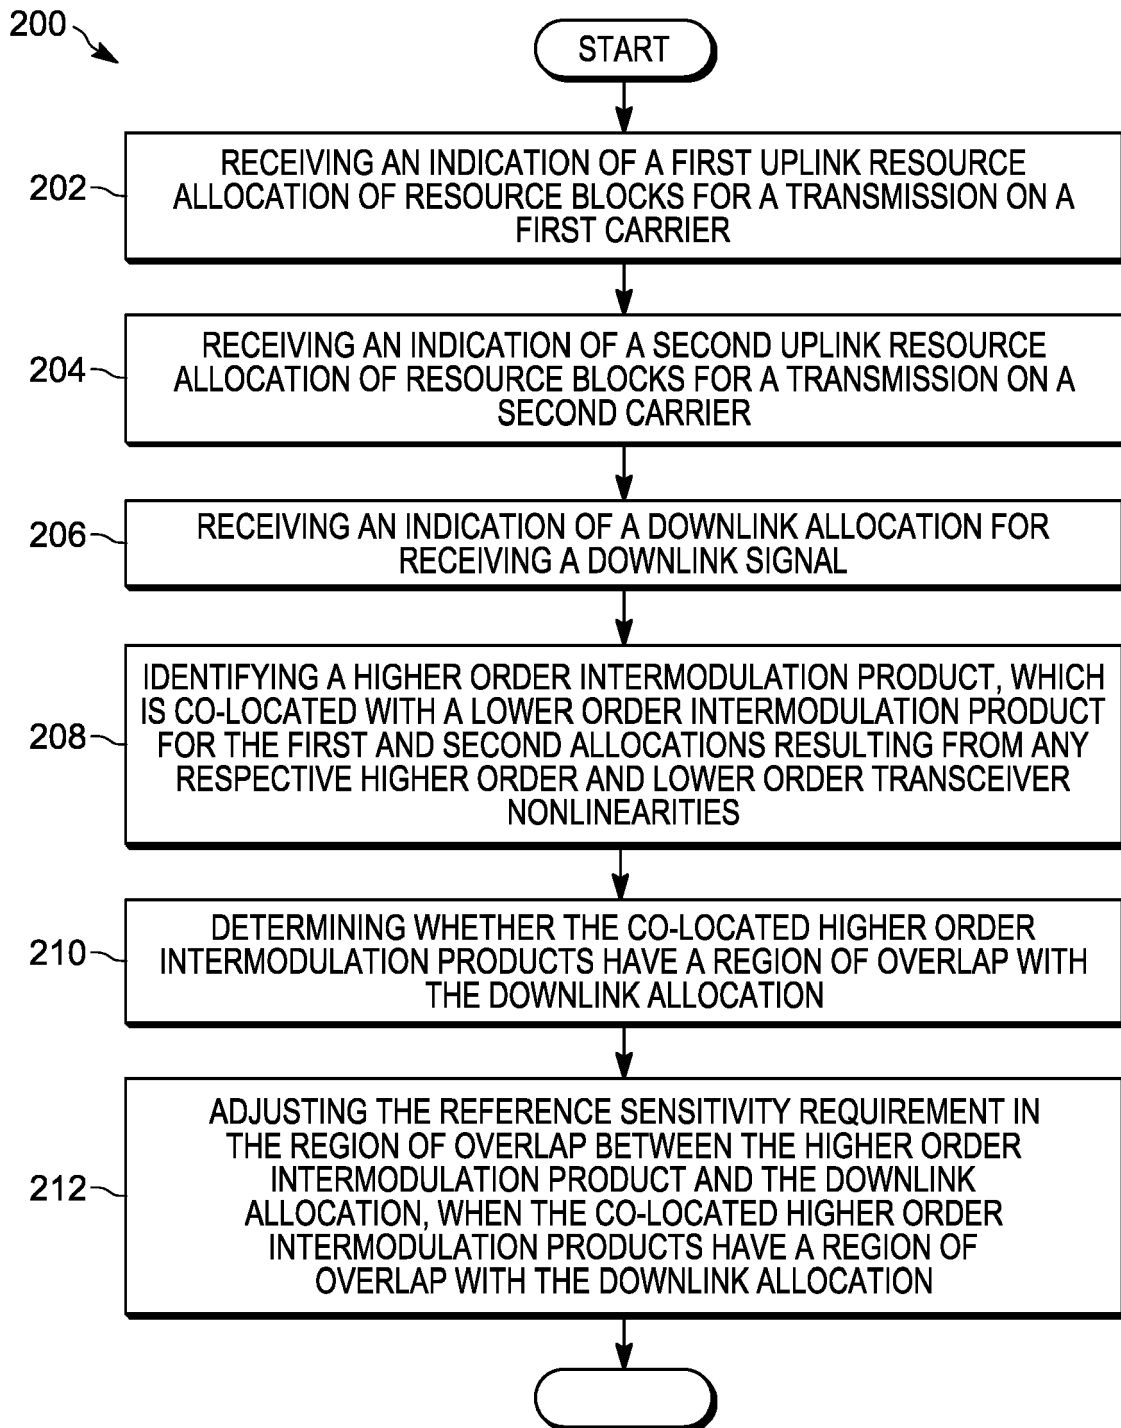 200
START
202
RECEIVING AN INDICATION OF A FIRST UPLINK RESOURCE
ALLOCATION OF RESOURCE BLOCKS FOR A TRANSMISSION ON A
FIRST CARRIER
204
RECEIVING AN INDICATION OF A SECOND UPLINK RESOURCE
ALLOCATION OF RESOURCE BLOCKS FOR A TRANSMISSION ON A
SECOND CARRIER
206
RECEIVING AN INDICATION OF A DOWNLINK ALLOCATION FOR
RECEIVING A DOWNLINK SIGNAL
208
IDENTIFYING A HIGHER ORDER INTERMODULATION PRODUCT, WHICH
IS CO-LOCATED WITH A LOWER ORDER INTERMODULATION PRODUCT
FOR THE FIRST AND SECOND ALLOCATIONS RESULTING FROM ANY
RESPECTIVE HIGHER ORDER AND LOWER ORDER TRANSCEIVER
NONLINEARITIES
210
DETERMINING WHETHER THE CO-LOCATED HIGHER ORDER
INTERMODULATION PRODUCTS HAVE A REGION OF OVERLAP WITH
THE DOWNLINK ALLOCATION
212
ADJUSTING THE REFERENCE SENSITIVITY REQUIREMENT IN
THE REGION OF OVERLAP BETWEEN THE HIGHER ORDER
INTERMODULATION PRODUCT AND THE DOWNLINK
ALLOCATION, WHEN THE CO-LOCATED HIGHER ORDER
INTERMODULATION PRODUCTS HAVE A REGION OF
OVERLAP WITH THE DOWNLINK ALLOCATION